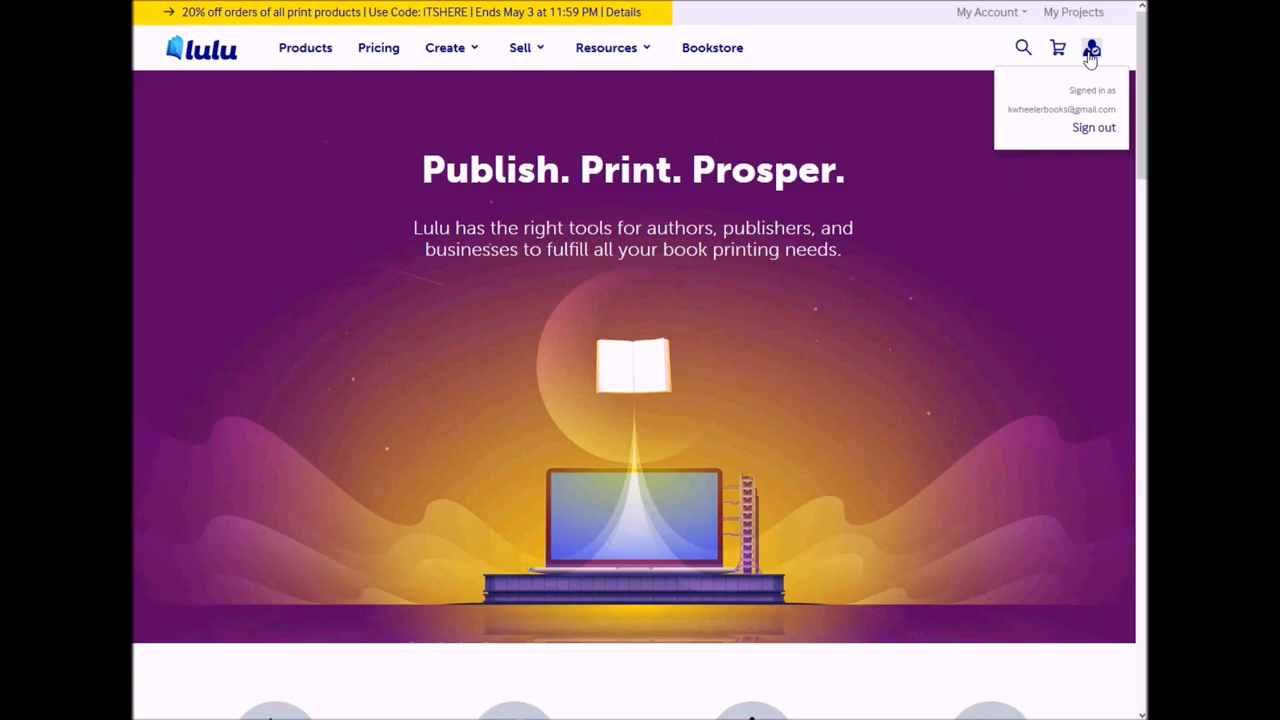 → 20% off orders of all print products | Use Code: ITSHERE | Ends May 3 at 11:59 PM | Details
My Account
My Projects
lulu
Products
Pricing
Create
Sell
Resources
Bookstore
Signed in as
kwheelerbooks@gmail.com
Sign out
Publish. Print. Prosper.
Lulu has the right tools for authors, publishers, and
businesses to fulfill all your book printing needs.